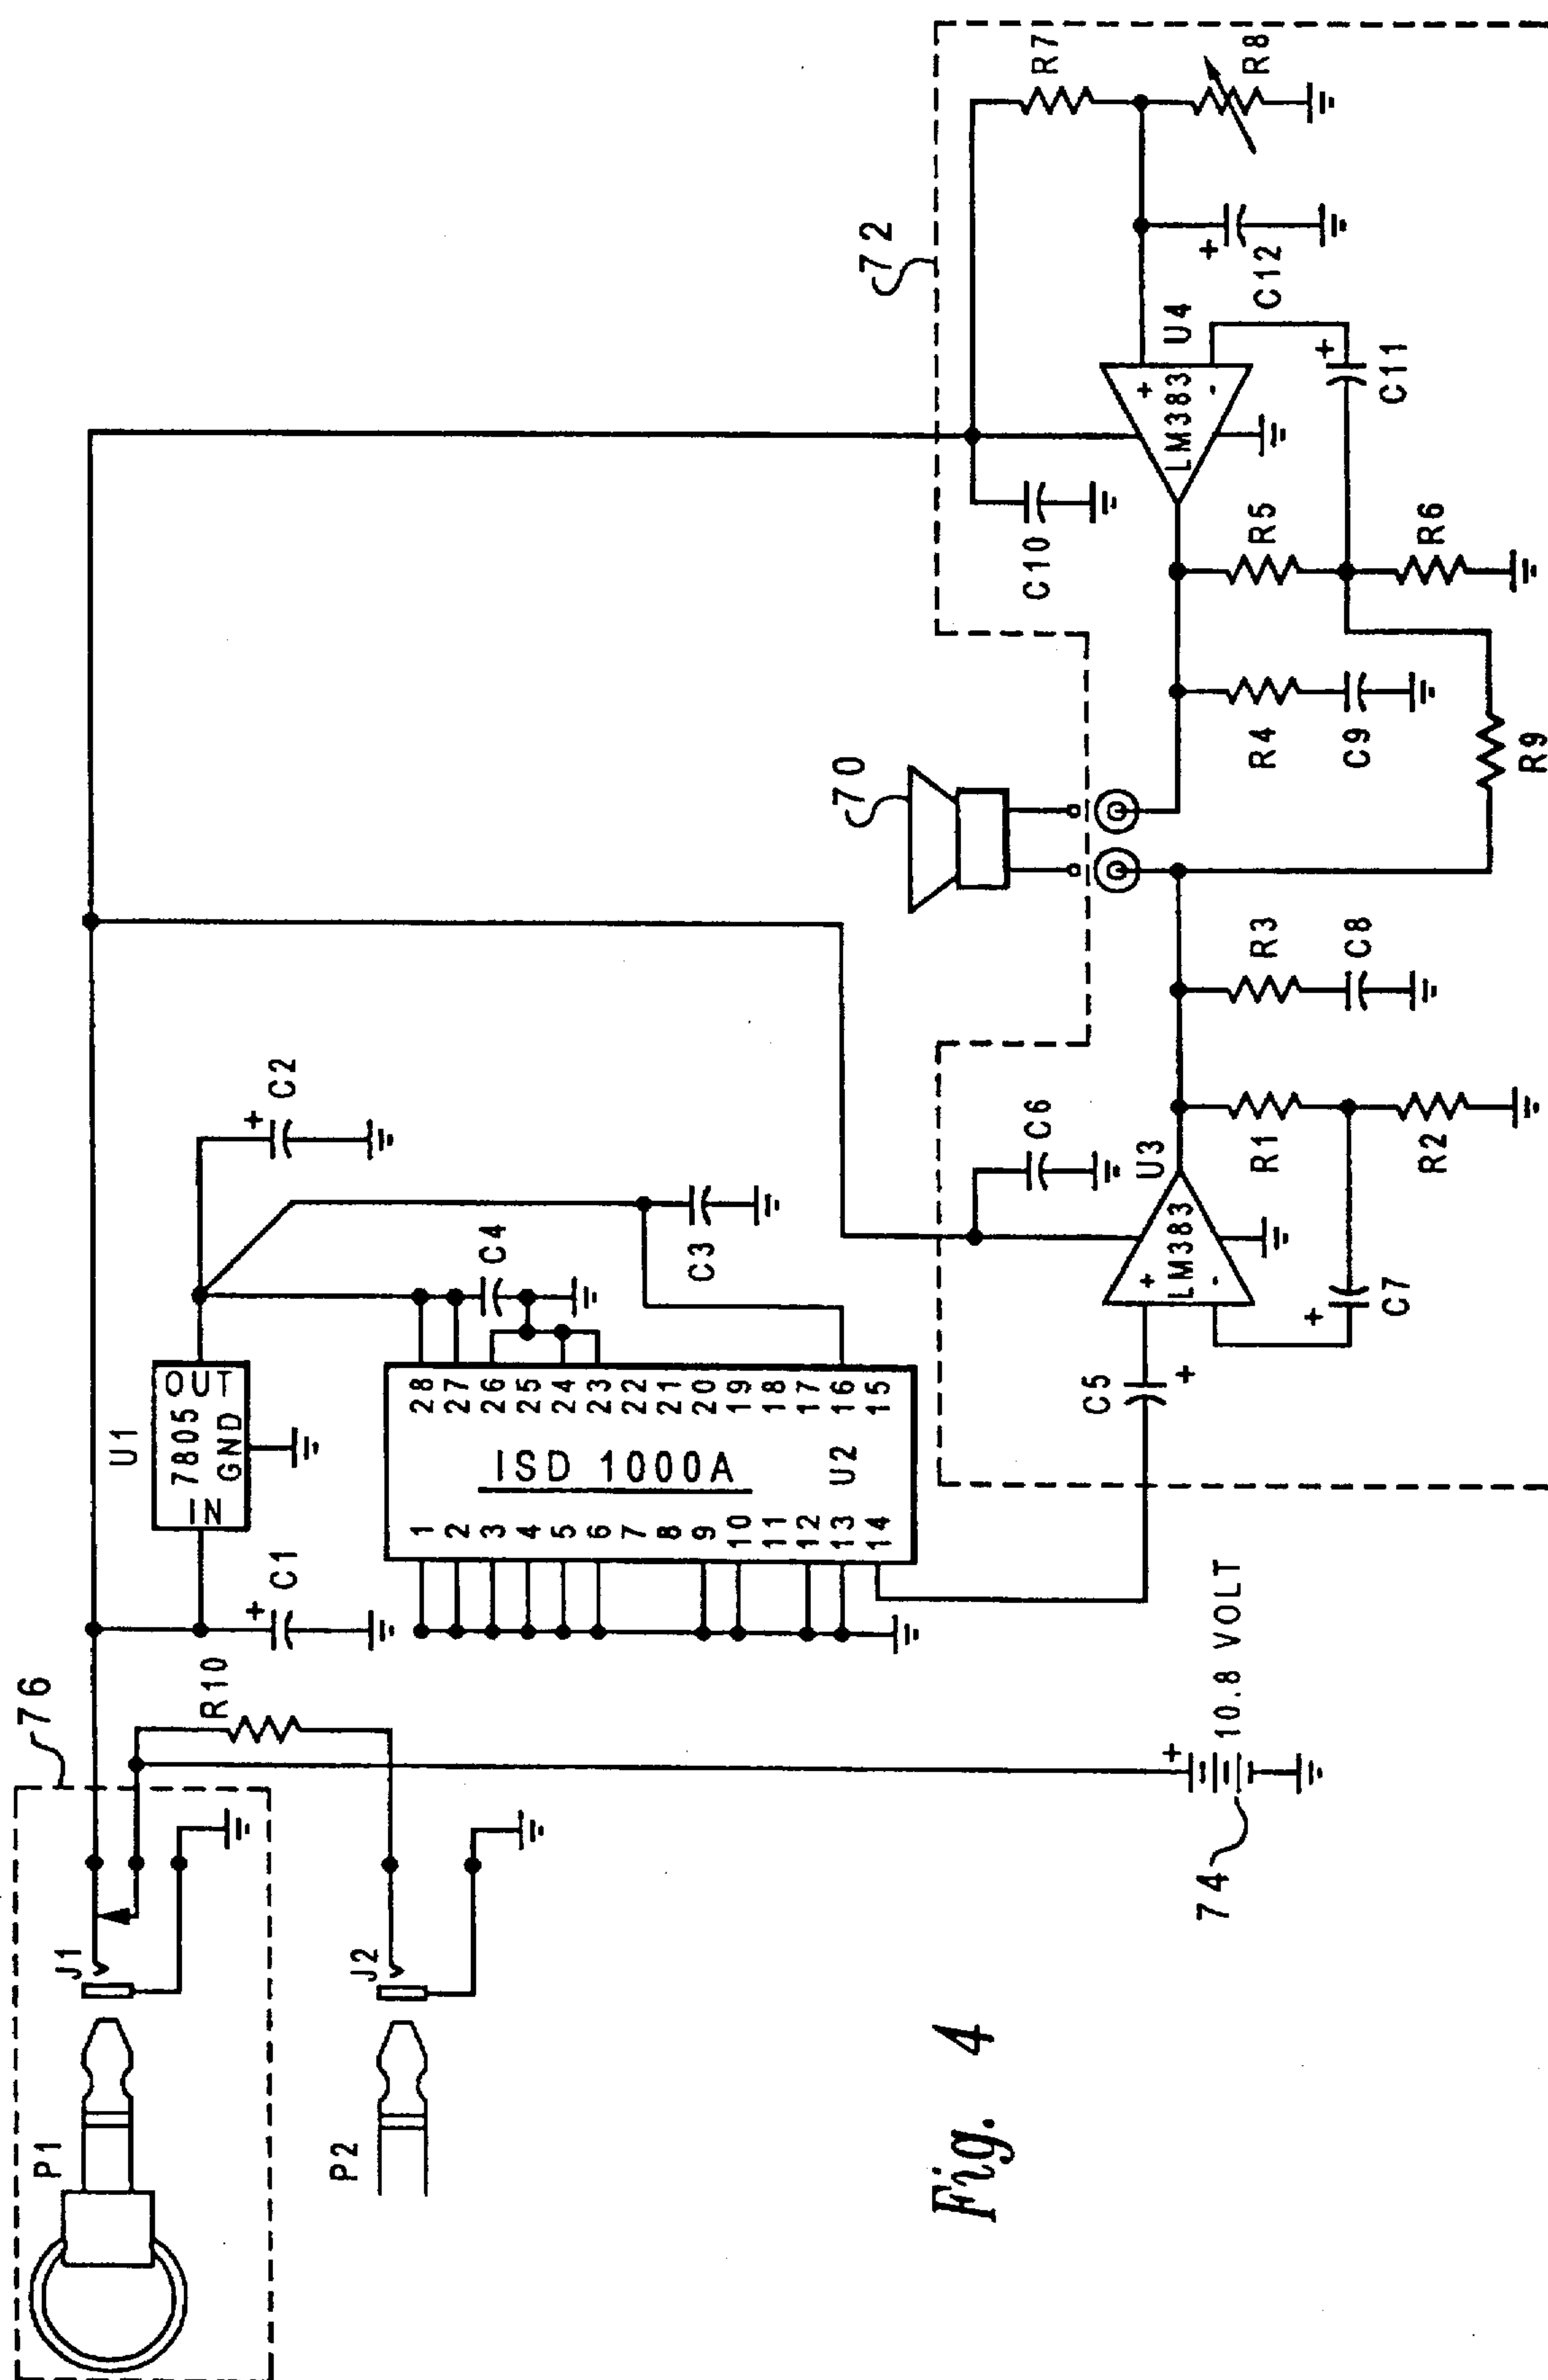 76
P1
J1
R10
P2
J2
U1
IN 7805 OUT
GND
C1
C2
C3
C4
1 2 3 4 5 6 7 8 9 10 11 12 13 14
ISD 1000A
U2
28 27 26 25 24 23 22 21 20 19 18 17 16 15
+
+
74
+
10.8 VOLT
C5
+
+
-
LM383
U3
C6
+
C7
R1
R2
R3
C8
70
72
R4
C9
R9
R5
R6
C10
LM383
+
-
U4
+
C11
+
C12
R7
R8
Fig. 4